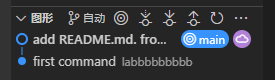 图形 自动
add README.md. fro... main
first command labbbbbbbbb